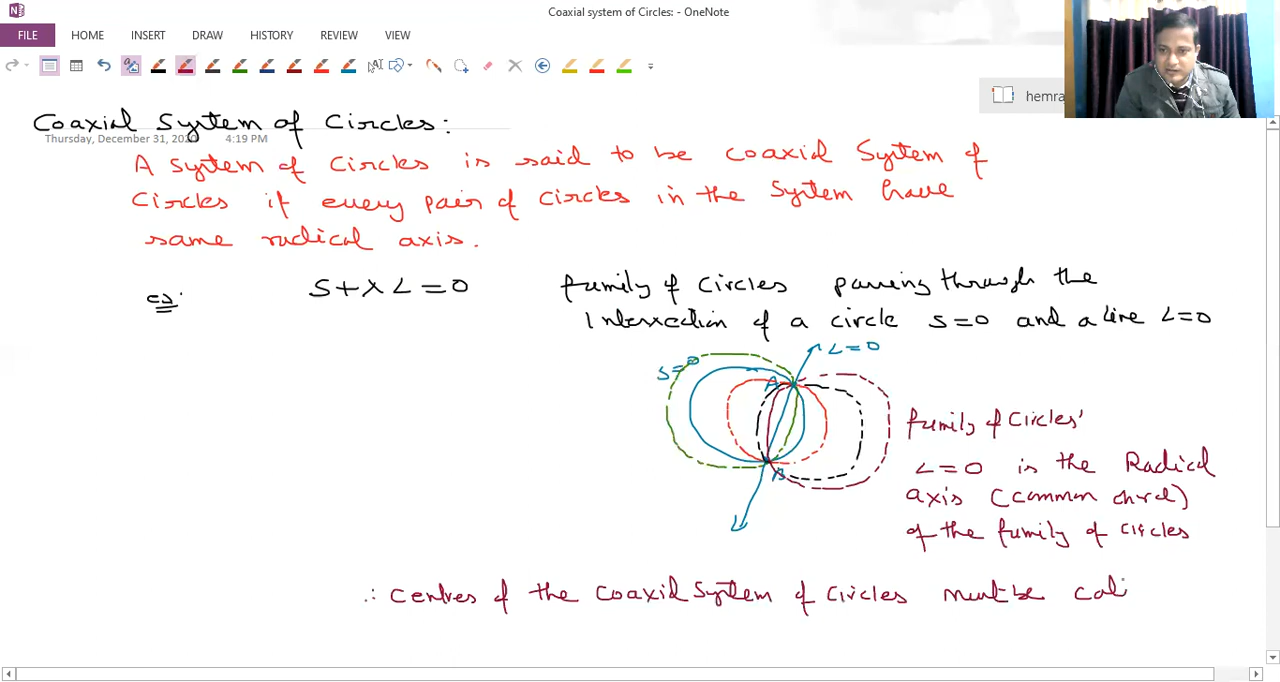 Coaxial system of Circles: - OneNote
FILE HOME INSERT DRAW HISTORY REVIEW VIEW
hemra
Coaxial System of Circles:
Thursday, December 31, 2020 4:19 PM
A system of Circles is said to be coaxial System of
Circles if every pair of Circles in the System have
same radical axis.
eg: S+λL=0 family of Circles passing through the
Intersection of a circle S=0 and a line L=0
L=0
S=0
A
B
family of Circles'
L=0 is the Radical
axis (common chord)
of the family of Circles
∴ Centres of the Coaxial System of Circles must be coli